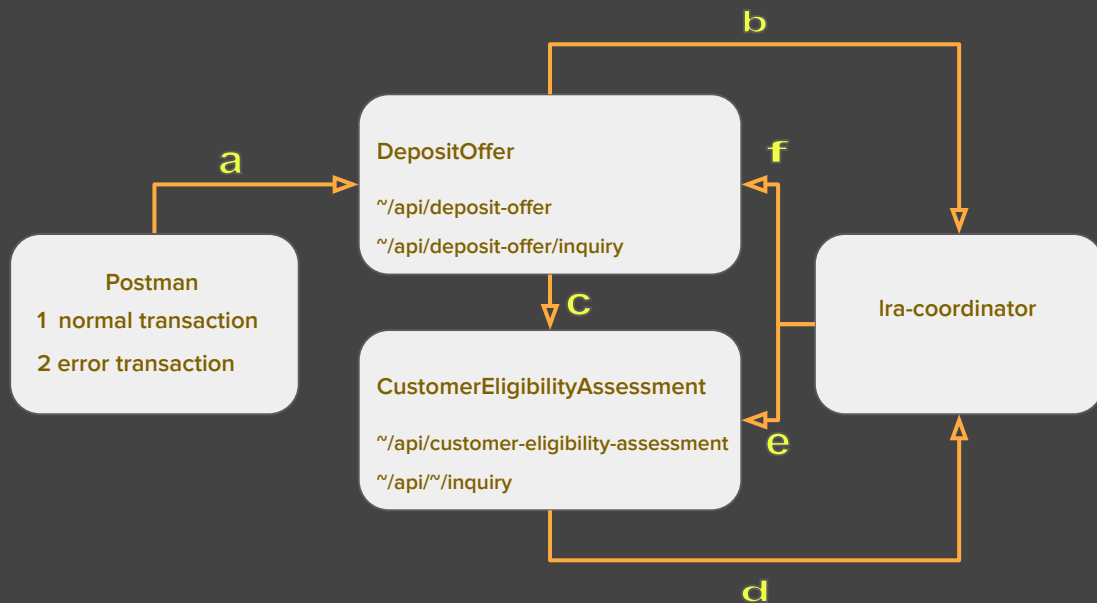 b
DepositOffer
~/api/deposit-offer
~/api/deposit-offer/inquiry
a
f
Postman
1 normal transaction
2 error transaction
lra-coordinator
c
CustomerEligibilityAssessment
~/api/customer-eligibility-assessment
~/api/~/inquiry
e
d